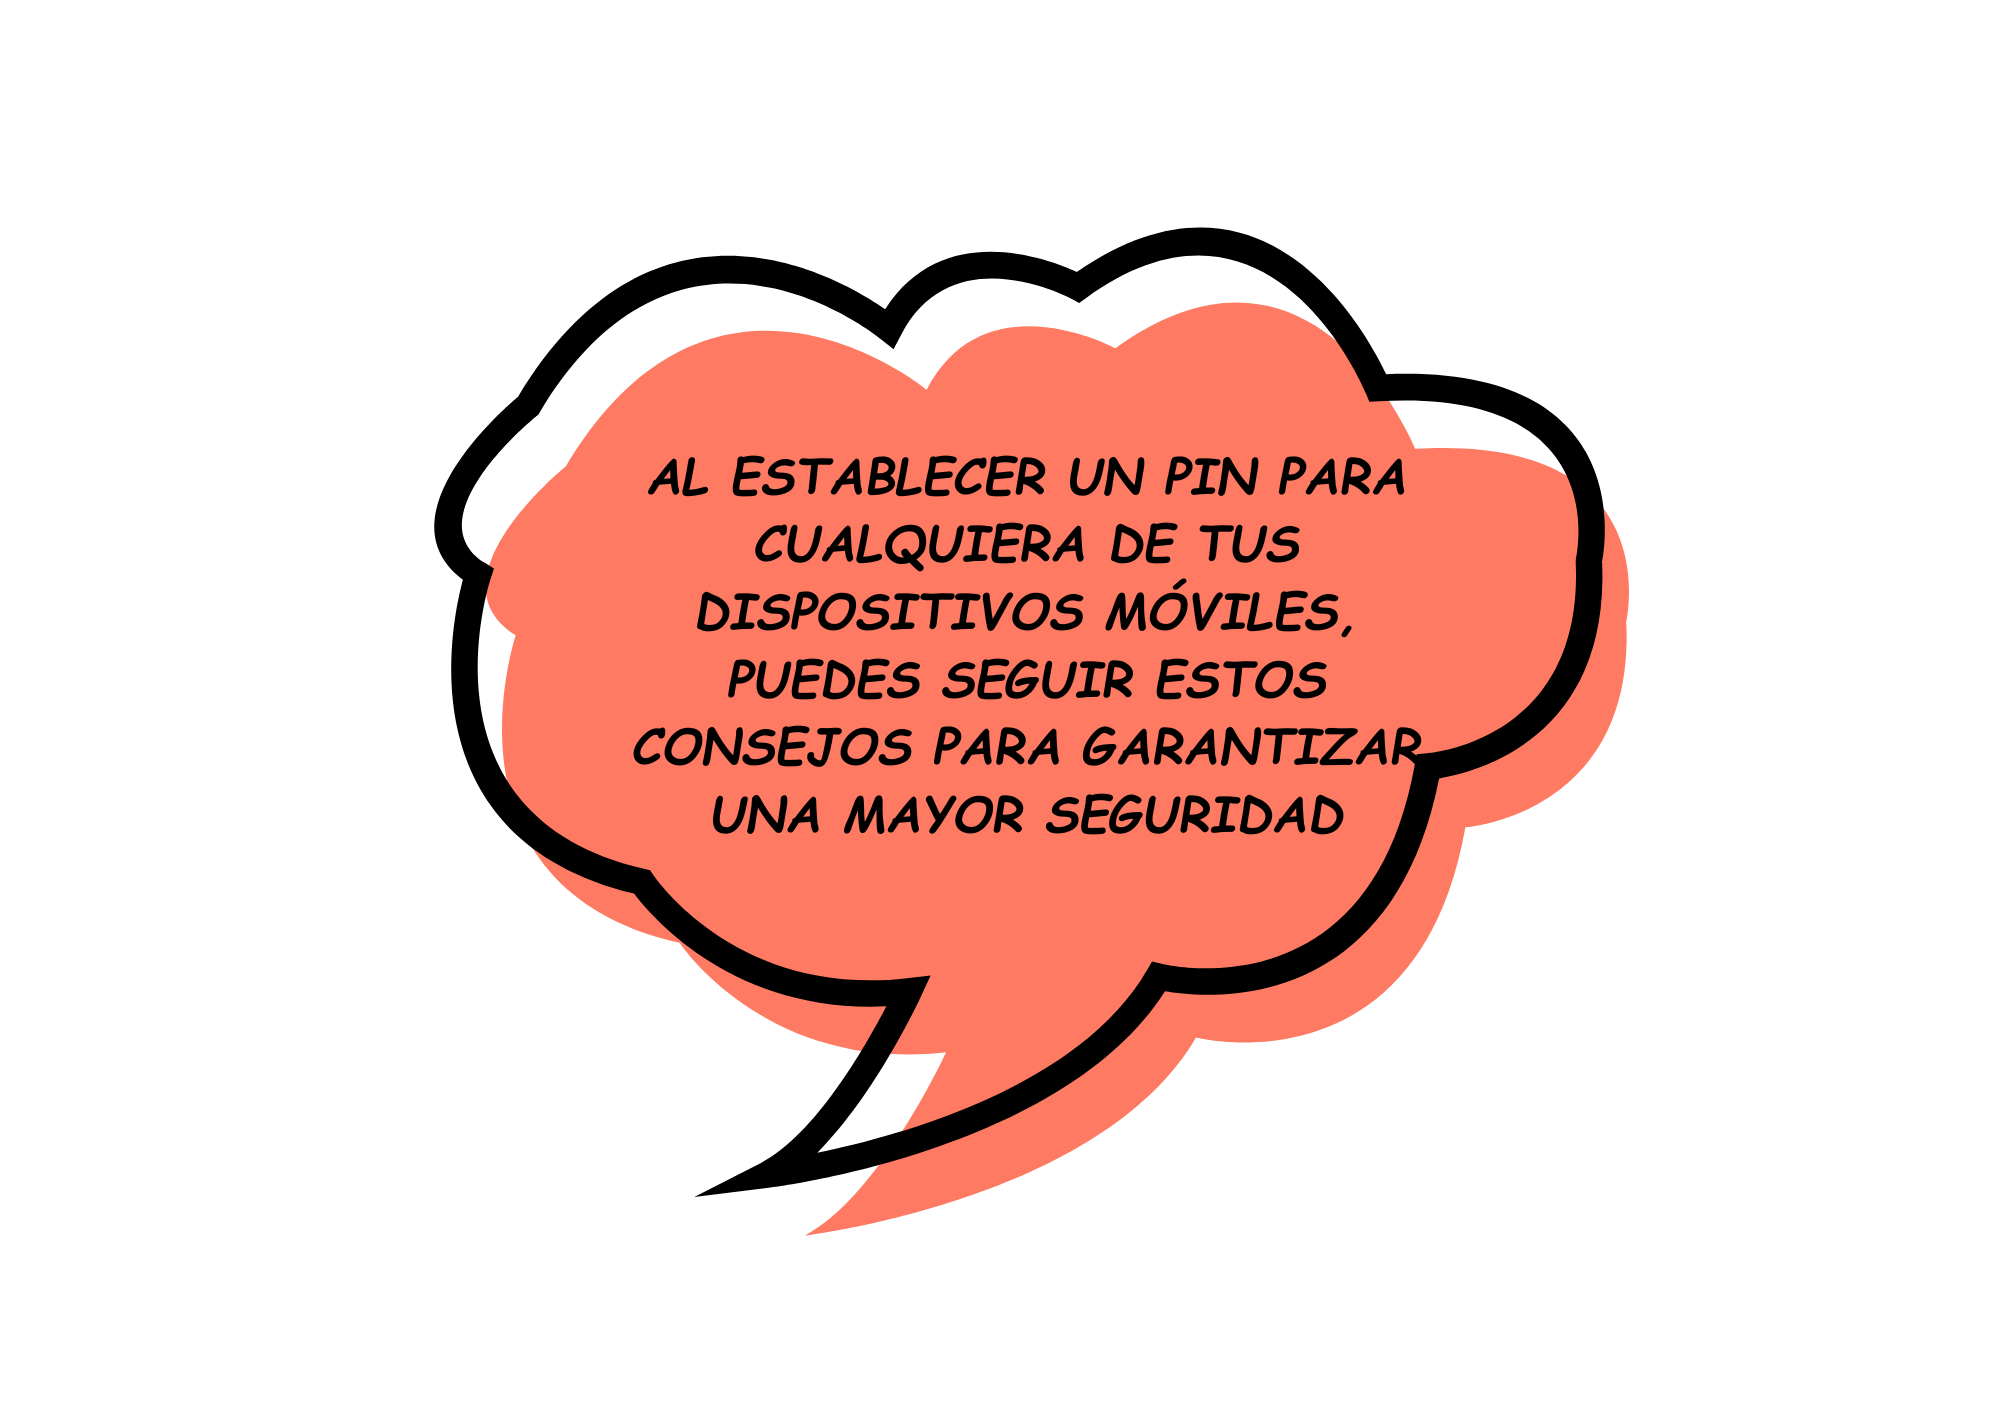 AL ESTABLECER UN PIN PARA
CUALQUIERA DE TUS
DISPOSITIVOS MÓVILES,
PUEDES SEGUIR ESTOS
CONSEJOS PARA GARANTIZAR
UNA MAYOR SEGURIDAD